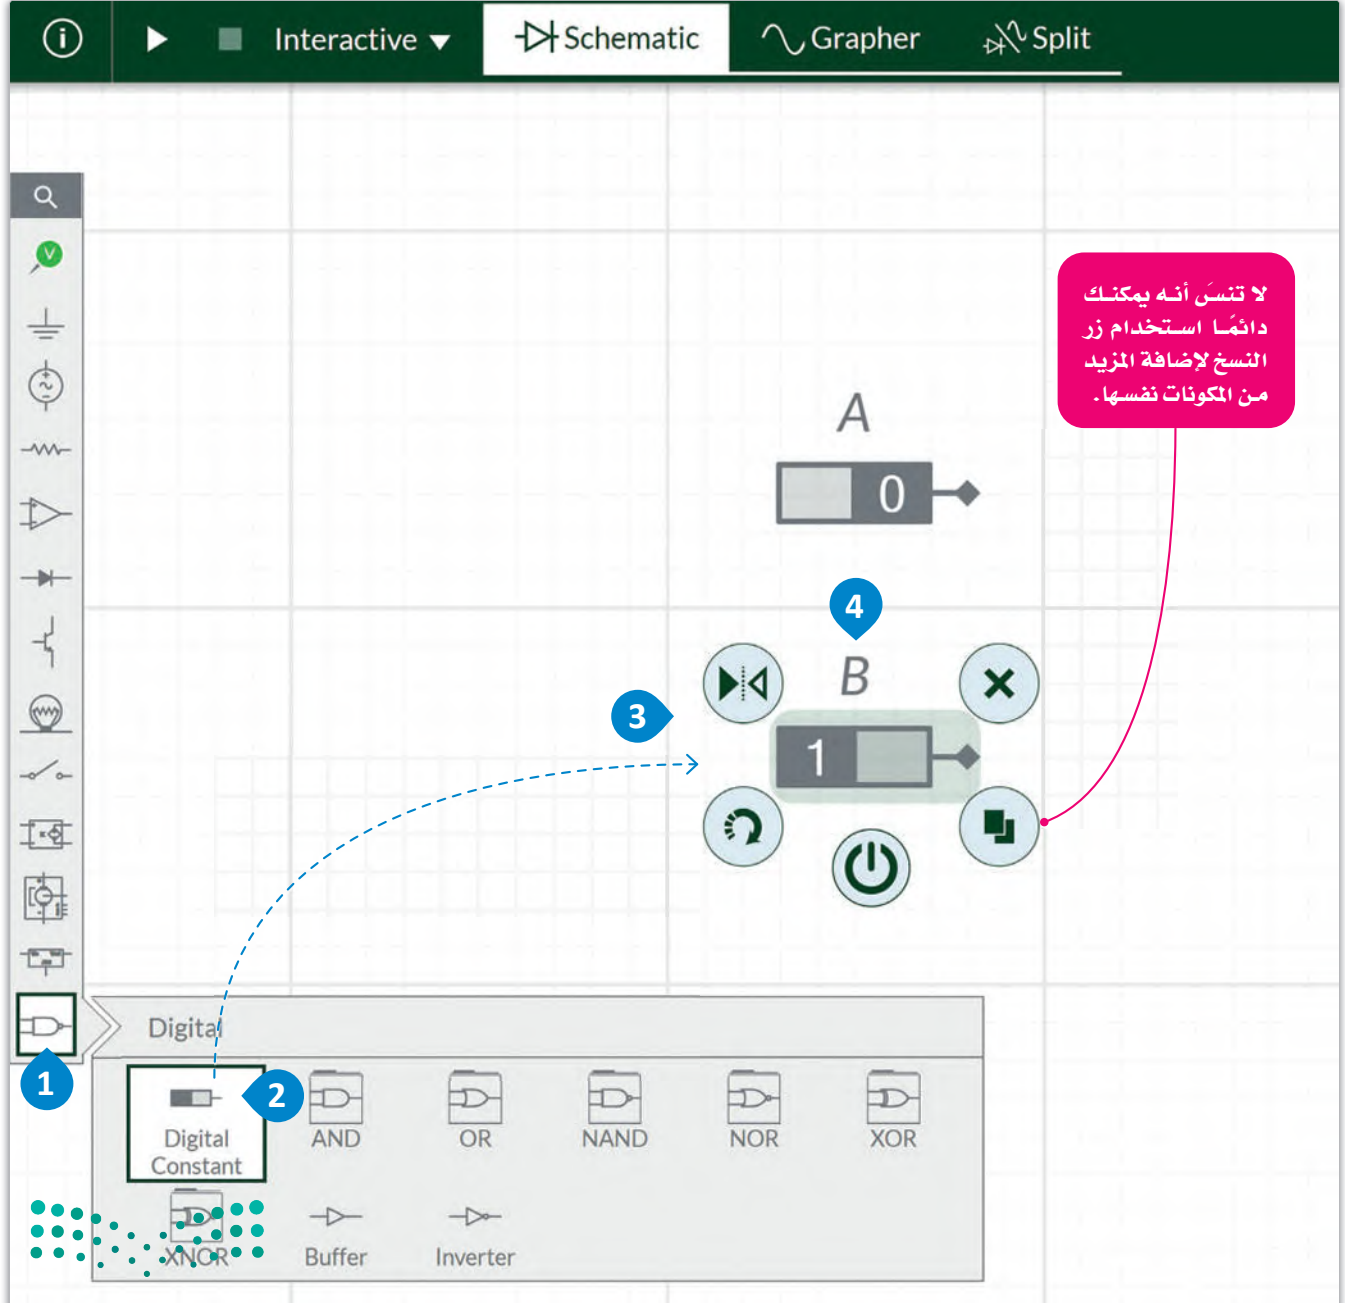 Interactive
Schematic
Grapher
Split
V
لا تنسَ أنه يمكنك
دائمًا استخدام زر
النسخ لإضافة المزيد
من المكونات نفسها.
A
0
4
B
3
1
Digital
1
2
Digital
Constant
AND
OR
NAND
NOR
XOR
XNOR
Buffer
Inverter